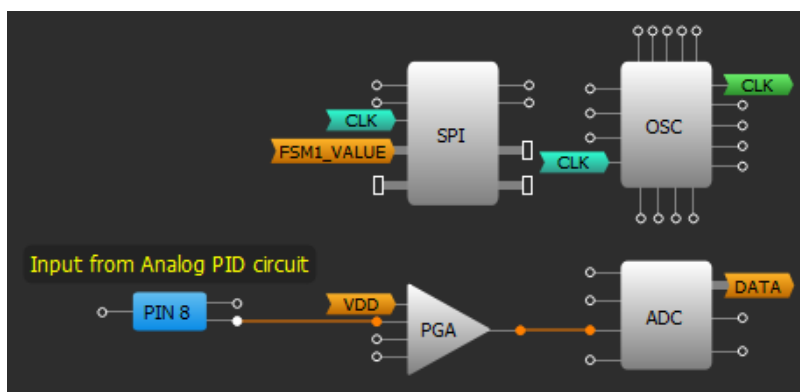 CLK
CLK
SPI
OSC
FSM1_VALUE
CLK
Input from Analog PID circuit
VDD
DATA
PIN 8
PGA
ADC